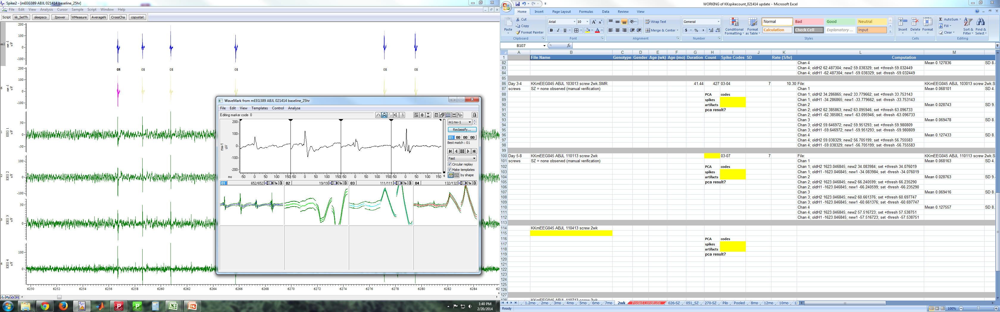 Spike2 - [mEEG389 ABJL 021414 baseline_25hr]
File Edit View Analysis Cursor Sample Script Window Help
Script kk_SetTh sleepsco Zpower WMeasure AverageN CrossCha copystat
200
100
0
-100
m1
nw-1
uV
05 08 08 08 08 08
200
100
0
-100
6
nw-1
uV
50
0
-50
1
EEG 1
uV
100
0
-100
2
EEG 2
uV
50
0
3
EEG 3
uV
100
0
4
EEG 4
uV
6250 6252 6254 6256 6258 6260 6262 6264 6266 6268 6270 6272 6274 6276 6278 6280 6282 6284
WaveMark from mEEG389 ABJL 021414 baseline_25hr
File Edit View Templates Control Analyse
Editing marker code 0
200
100
0
-100
-200
nw-1
uV
ms -50 0 50 100 150 -50 0 50 100 150 -50 0 50 100 150 -50 0 50 100 150 4
m1 nw-1
Reclassify...
01 00 00 00
Best match : 01
Fast
Circular replay
Make templates
by shape
01 652/652 02 19/19 03 111/111 04 132/132
1:40 PM
2/20/2014
WORKING of KKspikecount_021414 update - Microsoft Excel
Home Insert Page Layout Formulas Data Review View
Paste
Cut
Copy
Format Painter
Clipboard
Arial 10
B I U
Font
Wrap Text
Merge & Center
Alignment
General
$ % ,
Number
Conditional Formatting
Format as Table
Normal Bad Good Neutral
Calculation Check Cell Explanatory ... Input
Styles
Insert Delete Format
Cells
AutoSum
Fill
Clear
Sort & Filter
Find & Select
Editing
B107
A B C D E F G H I J K L M
1 File Name Genotype Gender Age (wk) Age (mo) Duration Count Spike Codes SD Rate (S/hr) Computation
82 Chan 4 Mean 0.127836
83 Chan 4; oldH2 62.487304; new2 59.038329; set +thresh 59.032449
84 Chan 4; oldH1 -62.487304; new1 -59.038329; set -thresh -59.032449
85
86 Day 3-4 KKmEEG045 ABJL 103013 screw 2wk.SMR 41.44 427 03-04 7 10.30 File: KKmEEG045 ABJL 103013 screw 2wk.S
87 screws SZ = none observed (manual verification) Chan 1 Mean 0.068101 SD 4.
88 PCA codes Chan 1; oldH2 34.286865; new2 33.779662; set +thresh 33.753143
89 spikes Chan 1; oldH1 -34.286865; new1 -33.779662; set -thresh -33.753143
90 artifacts Chan 2 Mean 0.028743 SD 9.
91 pca result? Chan 2; oldH2 62.385863; new2 63.095946; set +thresh 63.096733
92 Chan 2; oldH1 -62.385863; new1 -63.095946; set -thresh -63.096733
93 Chan 3 Mean 0.069478 SD 8.
94 Chan 3; oldH2 59.646972; new2 59.951293; set +thresh 59.980809
95 Chan 3; oldH1 -59.646972; new1 -59.951293; set -thresh -59.980809
96 Chan 4 Mean 0.127433 SD 8.
97 Chan 4; oldH2 59.038329; new2 56.705199; set +thresh 56.755583
98 Chan 4; oldH1 -59.038329; new1 -56.705199; set -thresh -56.755583
99
100 Day 5-8 KKmEEG045 ABJL 110113 screw 2wk 03-07 7 File: KKmEEG045 ABJL 110113 screw 2wk.S
101 screws SZ = none observed (manual verification) Chan 1 Mean 0.068163 SD 4.
102 PCA codes Chan 1; oldH2 1623.046845; new2 34.083984; set +thresh 34.076019
103 spikes Chan 1; oldH1 -1623.046845; new1 -34.083984; set -thresh -34.076019
104 artifacts Chan 2 Mean 0.028763 SD 9.
105 pca result? Chan 2; oldH2 1623.046845; new2 66.240599; set +thresh 66.235290
106 Chan 2; oldH1 -1623.046845; new1 -66.240599; set -thresh -66.235290
107 Chan 3 Mean 0.069416 SD 8.
108 Chan 3; oldH2 1623.046845; new2 60.661376; set +thresh 60.697747
109 Chan 3; oldH1 -1623.046845; new1 -60.661376; set -thresh -60.697747
110 Chan 4 Mean 0.127557 SD 8.
111 Chan 4; oldH2 1623.046845; new2 57.516723; set +thresh 57.538751
112 Chan 4; oldH1 -1623.046845; new1 -57.516723; set -thresh -57.538751
113
114 KKmEEG045 ABJL 110413 screw 2wk
115
116 PCA codes
117 spikes
118 artifacts
119 pca result?
120
121
122
123
124
125
126
127
128 KKmEEG045 ABJL 110713 screw 2wk
1.2mo 2mo 3mo 4mo 5mo 6mo 7mo 2wk Pooled-Longitude 026-SZ 051_SZ 270-SZ Pilo Pooled 8mo 12mo 10mo
Ready 100%